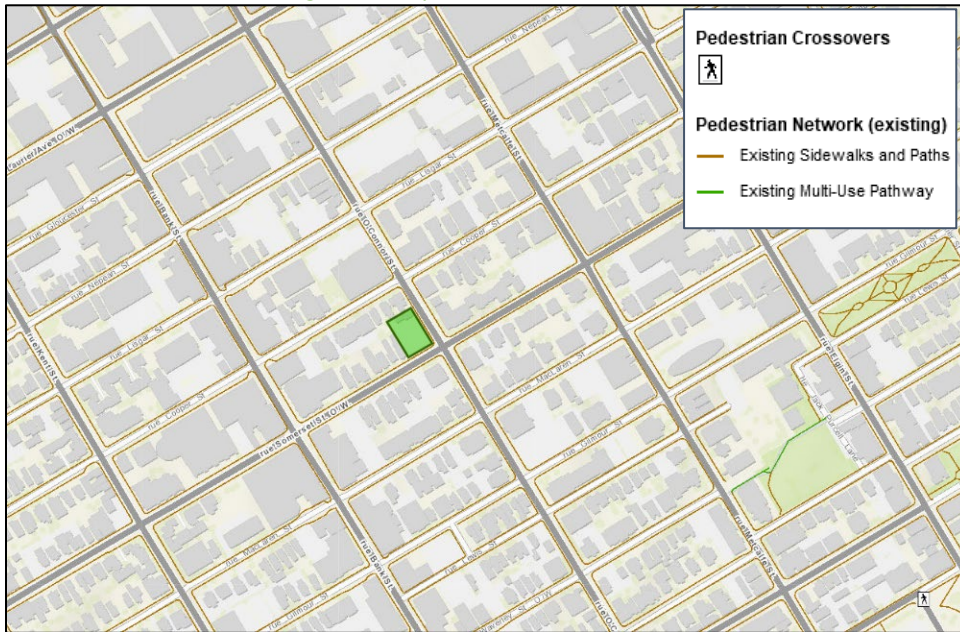 Pedestrian Crossovers
Pedestrian Network (existing)
Existing Sidewalks and Paths
Existing Multi-Use Pathway
rue Nepean St
rue Metcalfe St
rue Lisgar St
rue Gloucester St
rue Bank St
rue O'Connor St
rue Cooper St
rue Nepean St
rue Gilmour St
rue Lewis St
rue Lisgar St
rue Kent St
rue MacLaren St
rue Elgin St
rue Cooper St
rue Somerset St O/W
rue Gilmour St
rue MacLaren St
rue Metcalfe St
rue Lewis St
rue Bank St
rue Gilmour St